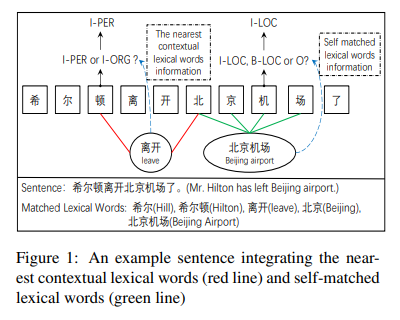 I-PER
I-LOC
The nearest contextual lexical words information
Self matched lexical words information
I-PER or I-ORG ?
I-LOC, B-LOC or O?
希 尔 顿 离 开 北 京 机 场 了
离开
leave
北京机场
Beijing airport
Sentence：希尔顿离开北京机场了。(Mr. Hilton has left Beijing airport.)
Matched Lexical Words: 希尔(Hill), 希尔顿(Hilton), 离开(leave), 北京(Beijing),
北京机场(Beijing Airport)
Figure 1: An example sentence integrating the near-
est contextual lexical words (red line) and self-matched
lexical words (green line)